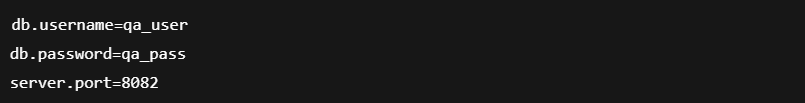 db.username=qa_user
db.password=qa_pass
server.port=8082